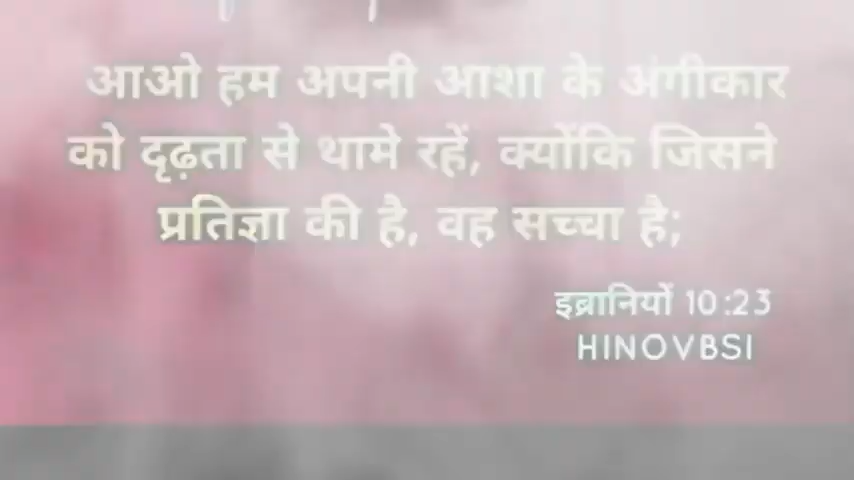 आओ हम अपनी आशा के अंगीकार
को दृढ़ता से थामे रहें, क्योंकि जिसने
प्रतिज्ञा की है, वह सच्चा है;
इब्रानियों 10:23
HINOVBSI